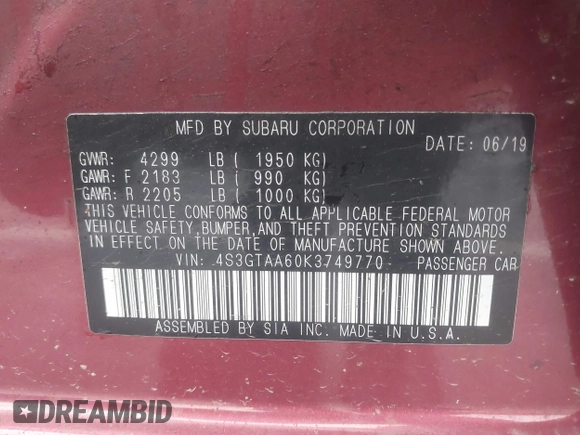 MFD BY SUBARU CORPORATION
DATE: 06/19
GVWR: 4299 LB ( 1950 KG)
GAWR: F 2183 LB ( 990 KG)
GAWR: R 2205 LB ( 1000 KG)
THIS VEHICLE CONFORMS TO ALL APPLICABLE FEDERAL MOTOR
VEHICLE SAFETY, BUMPER, AND THEFT PREVENTION STANDARDS
IN EFFECT ON THE DATE OF MANUFACTURE SHOWN ABOVE.
VIN: 4S3GTAA60K3749770 PASSENGER CAR
ASSEMBLED BY SIA INC. MADE IN U.S.A.
DREAMBID